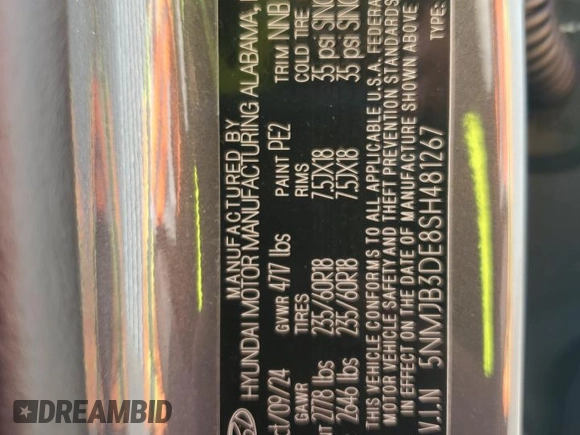 MANUFACTURED BY
HYUNDAI MOTOR MANUFACTURING ALABAMA,
/09/24 GVWR 4717 lbs PAINT PE2 TRIM NNB
GAWR TIRES RIMS COLD TIRE
2778 lbs 235/60R18 7.5JX18 35 psi
2646 lbs 235/60R18 7.5JX18 35 psi
THIS VEHICLE CONFORMS TO ALL APPLICABLE U.S.A. FEDERA
MOTOR VEHICLE SAFETY AND THEFT PREVENTION STANDARDS
IN EFFECT ON THE DATE OF MANUFACTURE SHOWN ABOVE
V.I.N 5NMJB3DE8SH481267 TYPE:
DREAMBID